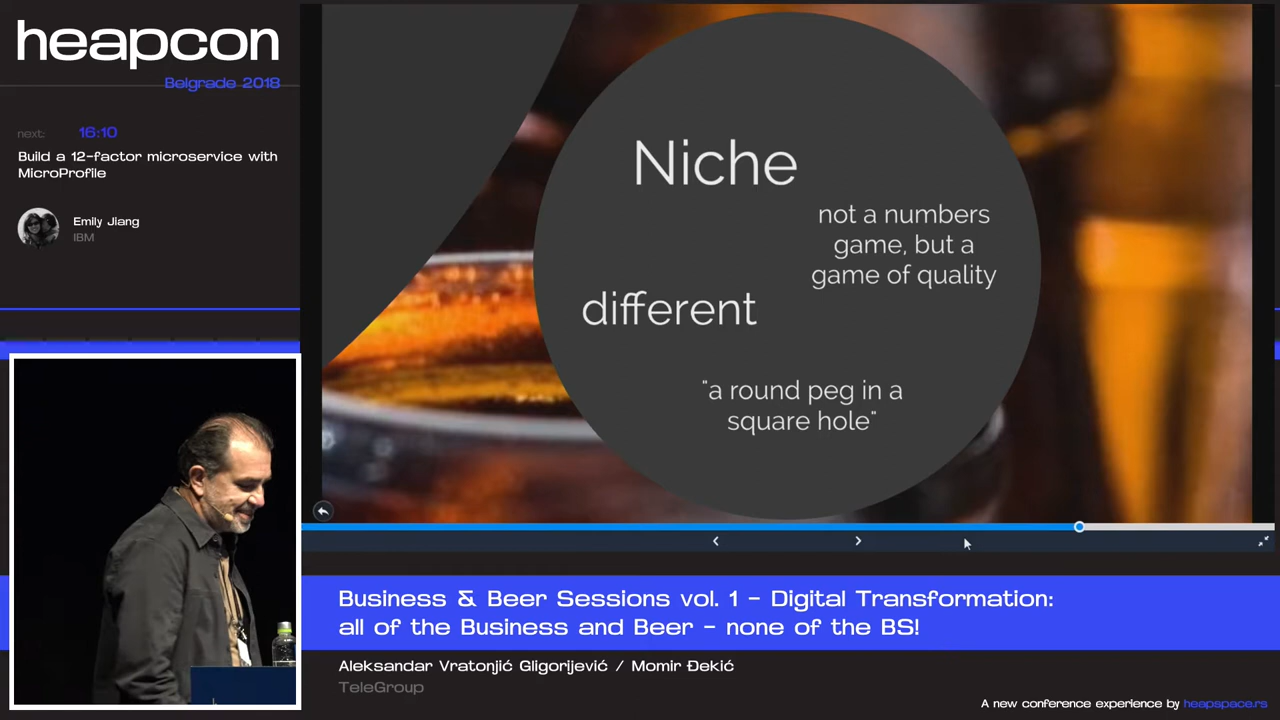 heapcon
Belgrade 2018
next: 16:10
Build a 12-factor microservice with
MicroProfile
Emily Jiang
IBM
Niche
not a numbers
game, but a
game of quality
different
"a round peg in a
square hole"
Business & Beer Sessions vol. 1 - Digital Transformation:
all of the Business and Beer - none of the BS!
Aleksandar Vratonjić Gligorijević / Momir Đekić
TeleGroup
A new conference experience by heapspace.rs